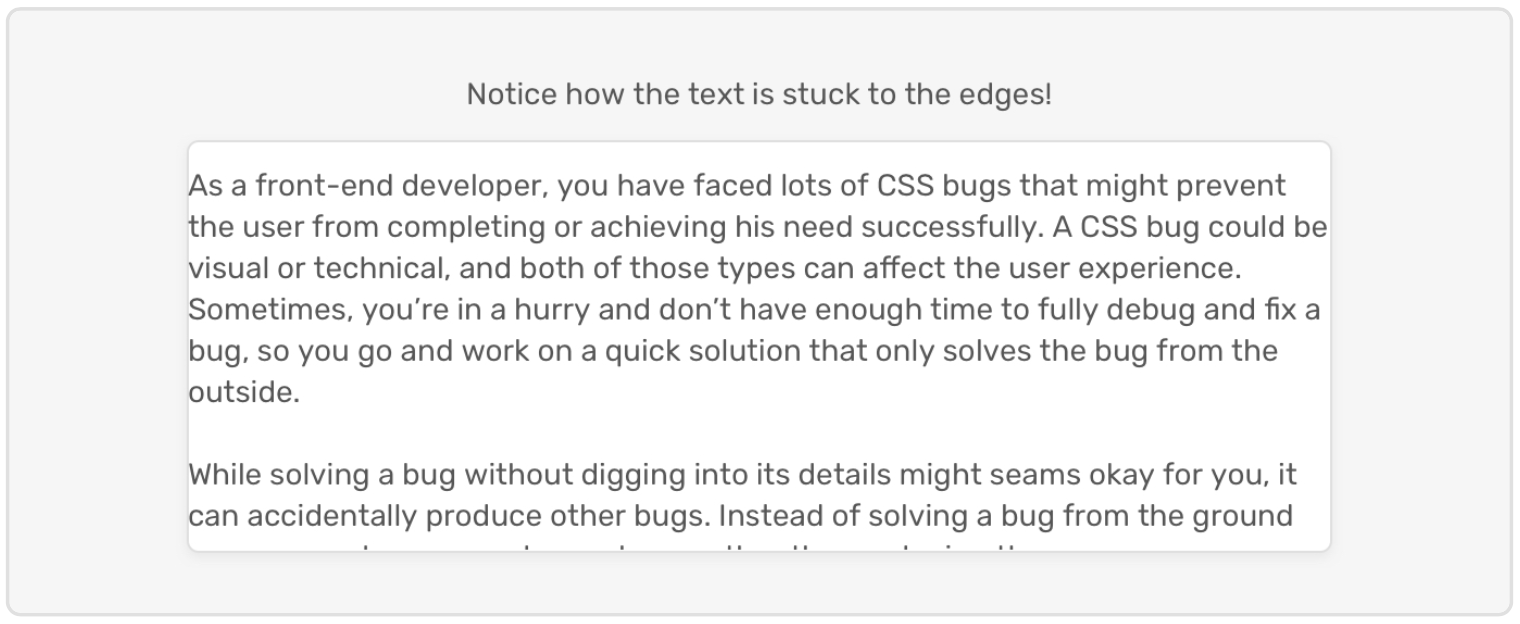 Notice how the text is stuck to the edges!
As a front-end developer, you have faced lots of CSS bugs that might prevent
the user from completing or achieving his need successfully. A CSS bug could be
visual or technical, and both of those types can affect the user experience.
Sometimes, you’re in a hurry and don’t have enough time to fully debug and fix a
bug, so you go and work on a quick solution that only solves the bug from the
outside.
While solving a bug without digging into its details might seams okay for you, it
can accidentally produce other bugs. Instead of solving a bug from the ground